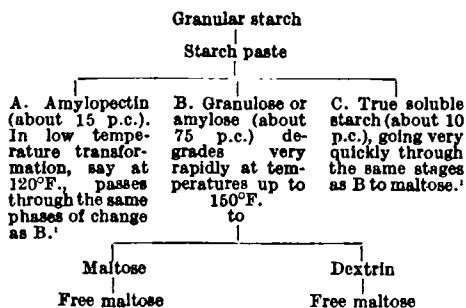 Granular starch
Starch paste
A. Amylopectin
(about 15 p.c.).
In low tempe-
rature transfor-
mation, say at
120°F., passes
through the same
phases of change
as B.¹
B. Granulose or
amylose (about
75 p.c.) de-
grades very
rapidly at tem-
peratures up to
150°F.
to
C. True soluble
starch (about 10
p.c.), going very
quickly through
the same stages
as B to maltose.¹
Maltose
Dextrin
Free maltose
Free maltose